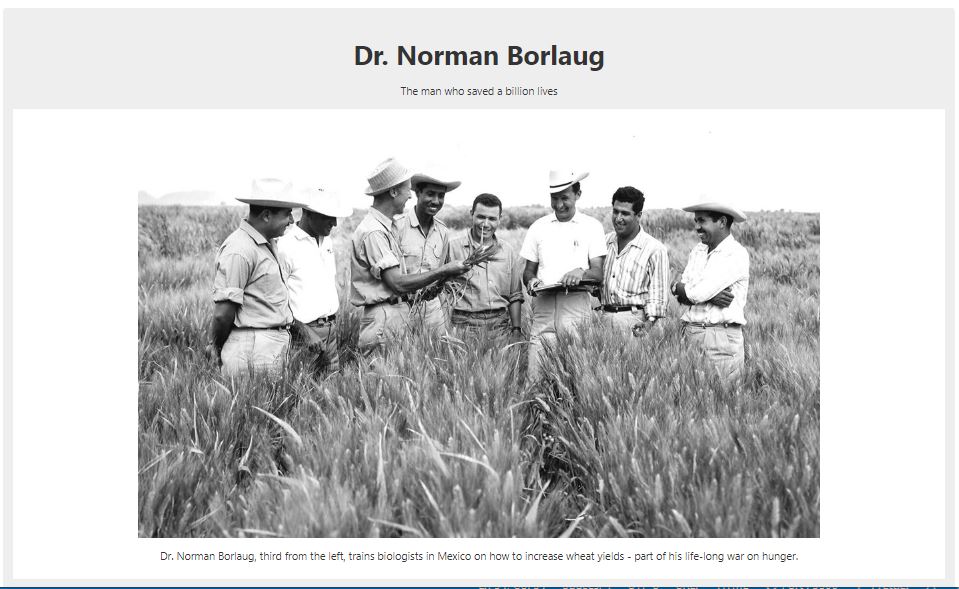 Dr. Norman Borlaug
The man who saved a billion lives
Dr. Norman Borlaug, third from the left, trains biologists in Mexico on how to increase wheat yields - part of his life-long war on hunger.